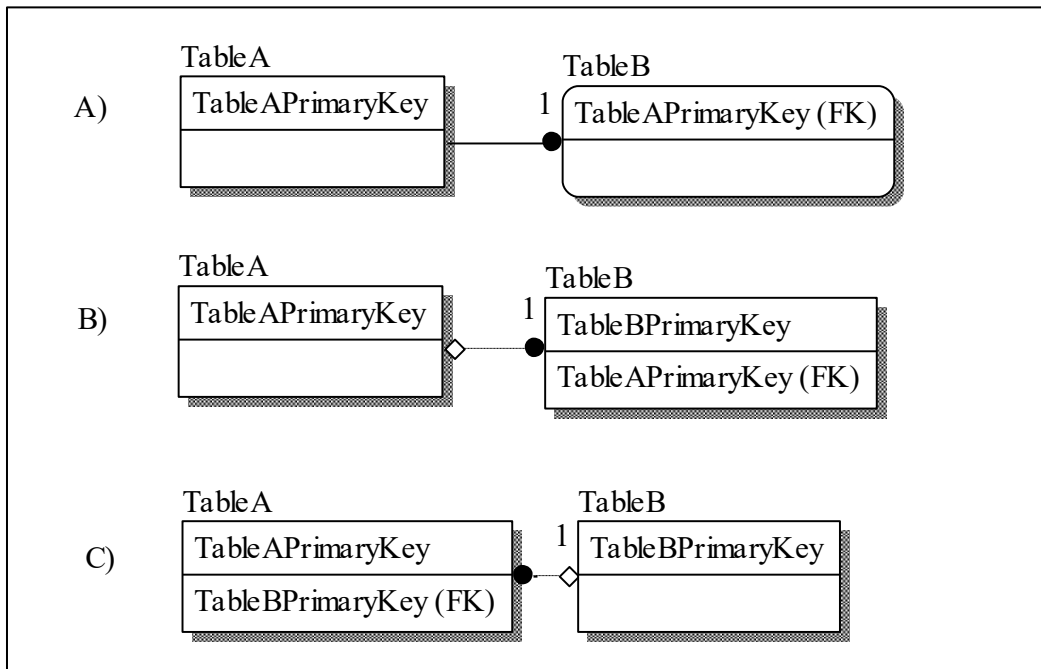 A)
TableA
TableAPrimaryKey
1
TableB
TableAPrimaryKey (FK)
B)
TableA
TableAPrimaryKey
1
TableB
TableBPrimaryKey
TableAPrimaryKey (FK)
C)
TableA
TableAPrimaryKey
TableBPrimaryKey (FK)
1
TableB
TableBPrimaryKey